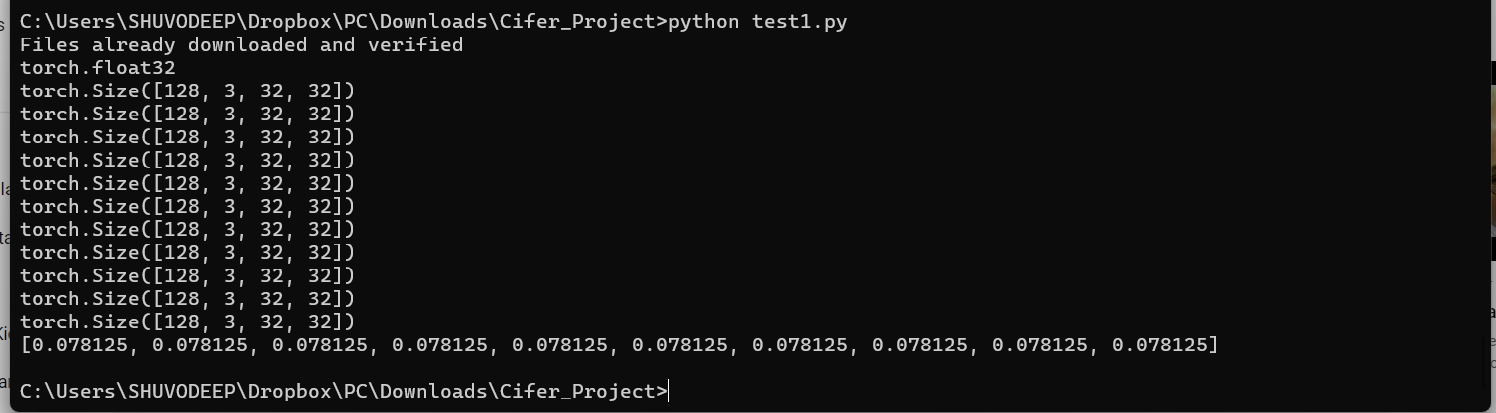 C:\Users\SHUVODEEP\Dropbox\PC\Downloads\Cifer_Project>python test1.py
Files already downloaded and verified
torch.float32
torch.Size([128, 3, 32, 32])
torch.Size([128, 3, 32, 32])
torch.Size([128, 3, 32, 32])
torch.Size([128, 3, 32, 32])
torch.Size([128, 3, 32, 32])
torch.Size([128, 3, 32, 32])
torch.Size([128, 3, 32, 32])
torch.Size([128, 3, 32, 32])
torch.Size([128, 3, 32, 32])
torch.Size([128, 3, 32, 32])
torch.Size([128, 3, 32, 32])
[0.078125, 0.078125, 0.078125, 0.078125, 0.078125, 0.078125, 0.078125, 0.078125, 0.078125, 0.078125]
C:\Users\SHUVODEEP\Dropbox\PC\Downloads\Cifer_Project>